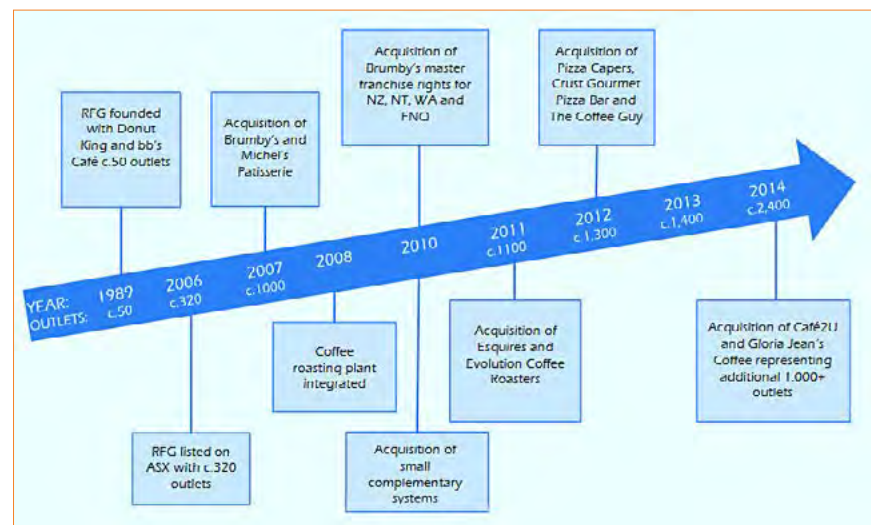 RFG founded
with Donut
King and bb's
Café c.50 outlets
Acquisition of
Brumby's and
Michel's
Patisserie
Acquisition of
Brumby's master
franchise rights for
NZ, NT, WA and
FNQ
Acquisition of
Pizza Capers,
Crust Gourmet
Pizza Bar and
The Coffee Guy
YEAR: 1989 2006 2007 2008 2010 2011 2012 2013 2014
OUTLETS: c.50 c.320 c.1000 c.1100 c.1,300 c.1,400 c.2,400
RFG listed on
ASX with c.320
outlets
Coffee
roasting plant
integrated
Acquisition of
small
complementary
systems
Acquisition of
Esquires and
Evolution Coffee
Roasters
Acquisition of Café2U
and Gloria Jean's
Coffee representing
additional 1,000+
outlets